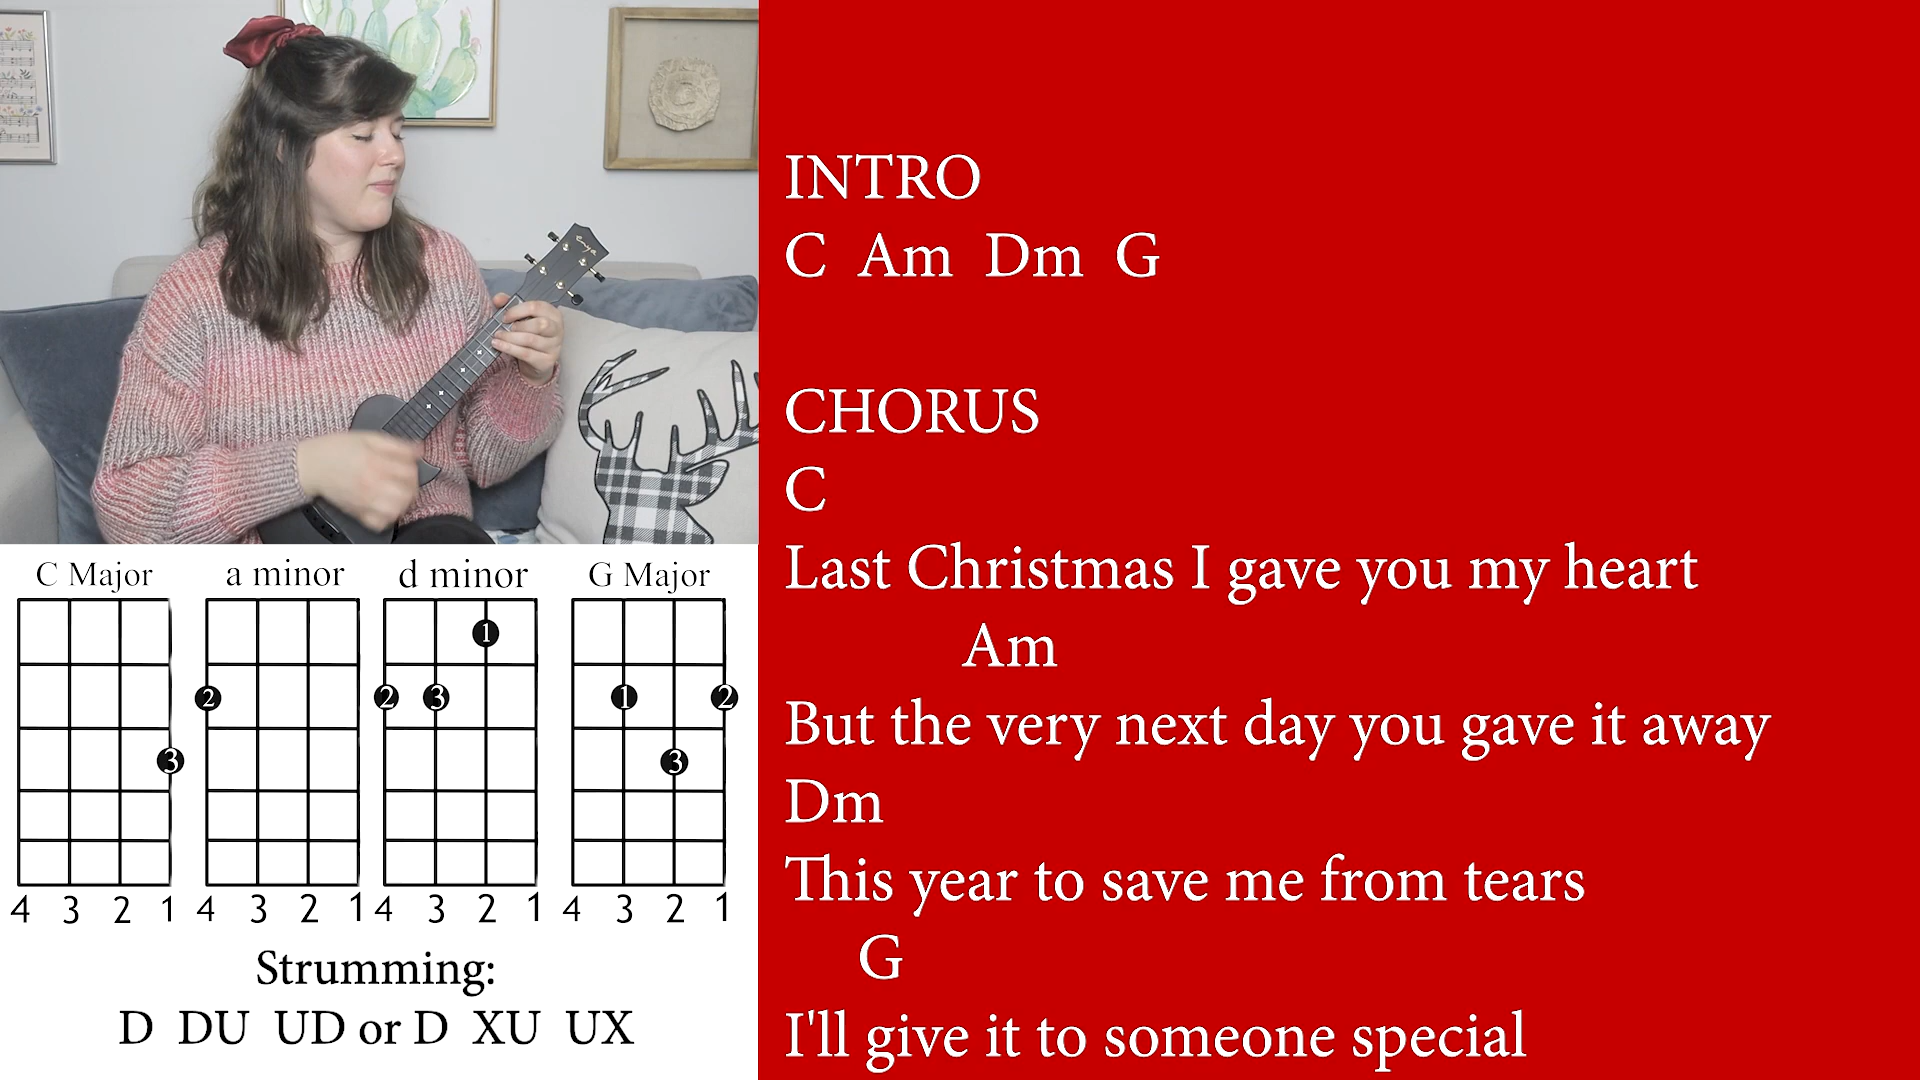 enya
C Major
a minor
d minor
G Major
2
3
1
2
3
1
2
3
4 3 2 1
4 3 2 1
4 3 2 1
4 3 2 1
Strumming:
D DU UD or D XU UX
INTRO
C Am Dm G
CHORUS
C
Last Christmas I gave you my heart
Am
But the very next day you gave it away
Dm
This year to save me from tears
G
I'll give it to someone special